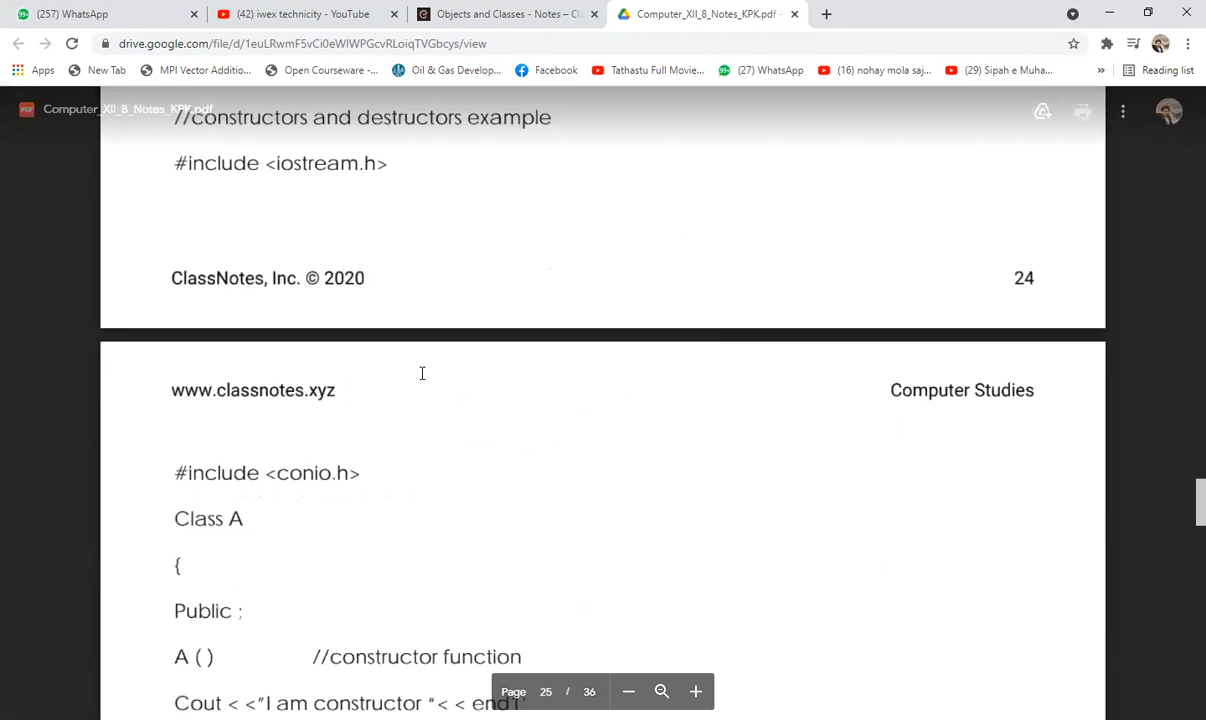 (257) WhatsApp
(42) iwex technicity - YouTube
Objects and Classes - Notes – Cl
Computer_XII_8_Notes_KPK.pdf -
drive.google.com/file/d/1euLRwmF5vCi0eWIWPGcvRLoiqTVGbcys/view
Apps
New Tab
MPI Vector Additio...
Open Courseware -...
Oil & Gas Develop...
Facebook
Tathastu Full Movie...
(27) WhatsApp
(16) nohay mola saj...
(29) Sipah e Muha...
»
Reading list
PDF
Computer_XII_8_Notes_KPK.pdf
//constructors and destructors example
#include <iostream.h>
ClassNotes, Inc. © 2020
24
www.classnotes.xyz
Computer Studies
#include <conio.h>
Class A
{
Public ;
A ( ) //constructor function
Cout < <"I am constructor "< < end1'
Page 25 / 36